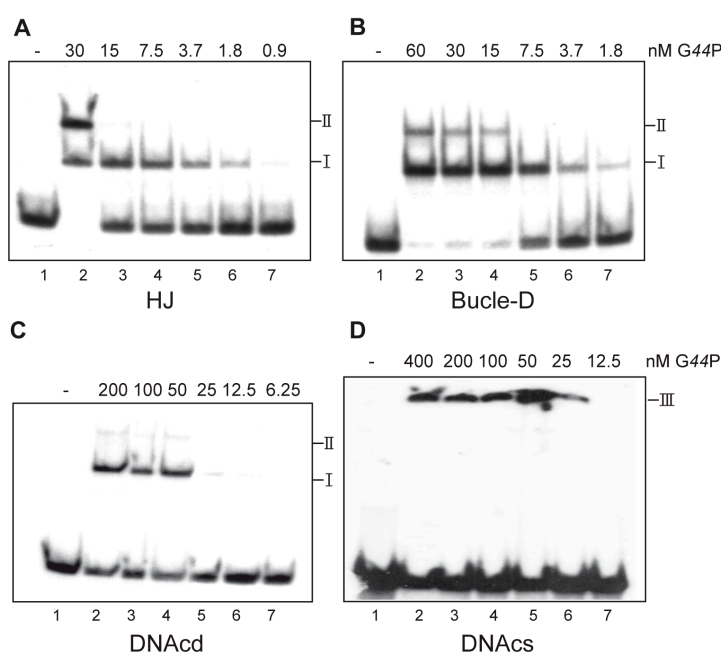 A
- 30 15 7.5 3.7 1.8 0.9
II
I
1 2 3 4 5 6 7
HJ
B
- 60 30 15 7.5 3.7 1.8 nM G44P
II
I
1 2 3 4 5 6 7
Bucle-D
C
- 200 100 50 25 12.5 6.25
II
I
1 2 3 4 5 6 7
DNAcd
D
- 400 200 100 50 25 12.5 nM G44P
III
1 2 3 4 5 6 7
DNAcs